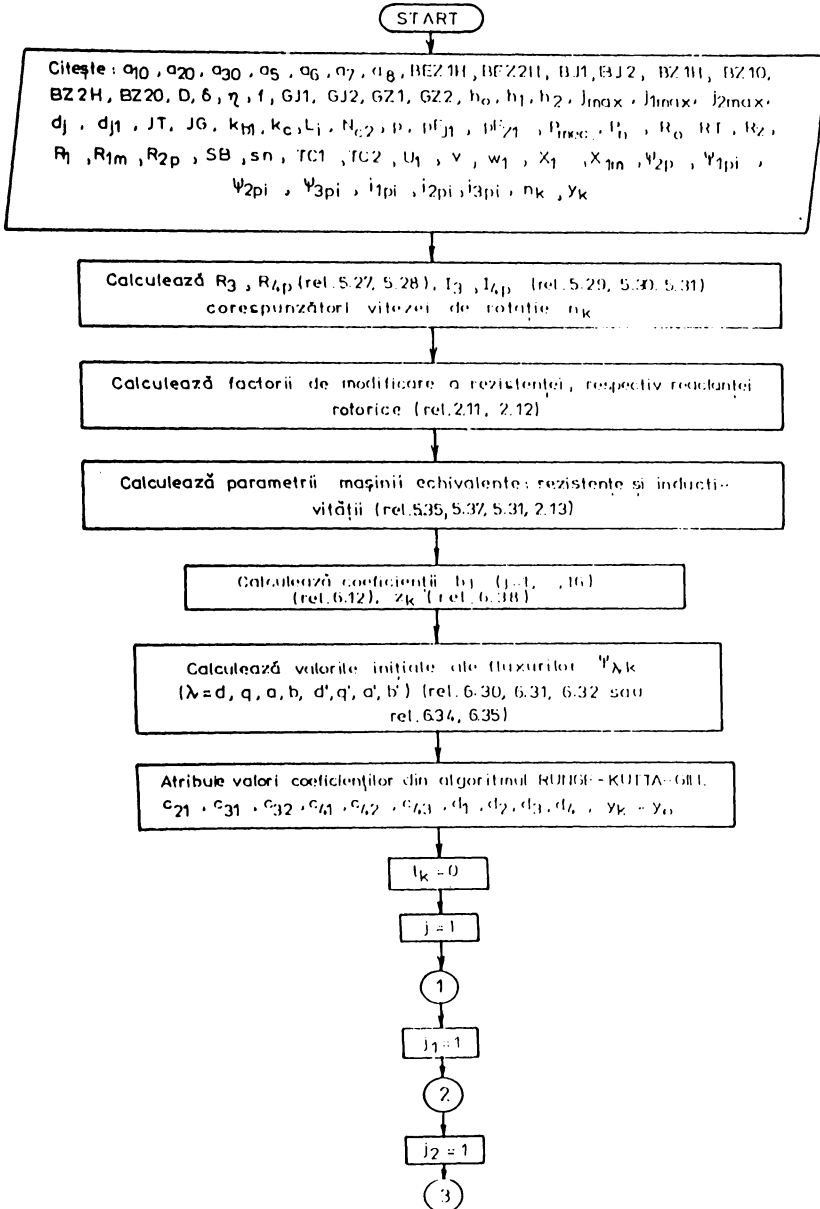 START
Citește: a10, a20, a30, a5, a6, a7, a8, BEZ1H, BEZ2H, BJ1, BJ2, BZ1H, BZ10,
BZ2H, BZ20, D, δ, η, f, GJ1, GJ2, GZ1, GZ2, h0, h1, h2, jmax, j1max, j2max,
dj, dj1, JT, JG, kM1, kc, Li, Nc2, p, pFj1, pFZ1, Pmec, Pn, R0, RT, Rz,
R1, R1m, R2p, SB, sn, TC1, TC2, U1, v, w1, X1, X1m, Ψ2p, Ψ1pi,
Ψ2pi, Ψ3pi, i1pi, i2pi, i3pi, nk, yk
Calculează R3, R4p (rel. 5.27, 5.28), I3, I4p (rel. 5.29, 5.30, 5.31)
corespunzători vitezei de rotație nk
Calculează factorii de modificare a rezistenței, respectiv reactanței
rotorice (rel. 2.11, 2.12)
Calculează parametrii mașinii echivalente: rezistențe și inducti-
vității (rel. 5.35, 5.37, 5.31, 2.13)
Calculează coeficienții bj (j=1, ,16)
(rel. 6.12), zk (rel. 6.38)
Calculează valorile inițiale ale fluxurilor Ψλk
(λ=d, q, a, b, d', q', a', b') (rel. 6.30, 6.31, 6.32 sau
rel. 6.34, 6.35)
Atribuie valori coeficienților din algoritmul RUNGE-KUTTA-GILL
c21, c31, c32, c41, c42, c43, d1, d2, d3, d4, yk = y0
tk = 0
j = 1
1
j1 = 1
2
j2 = 1
3